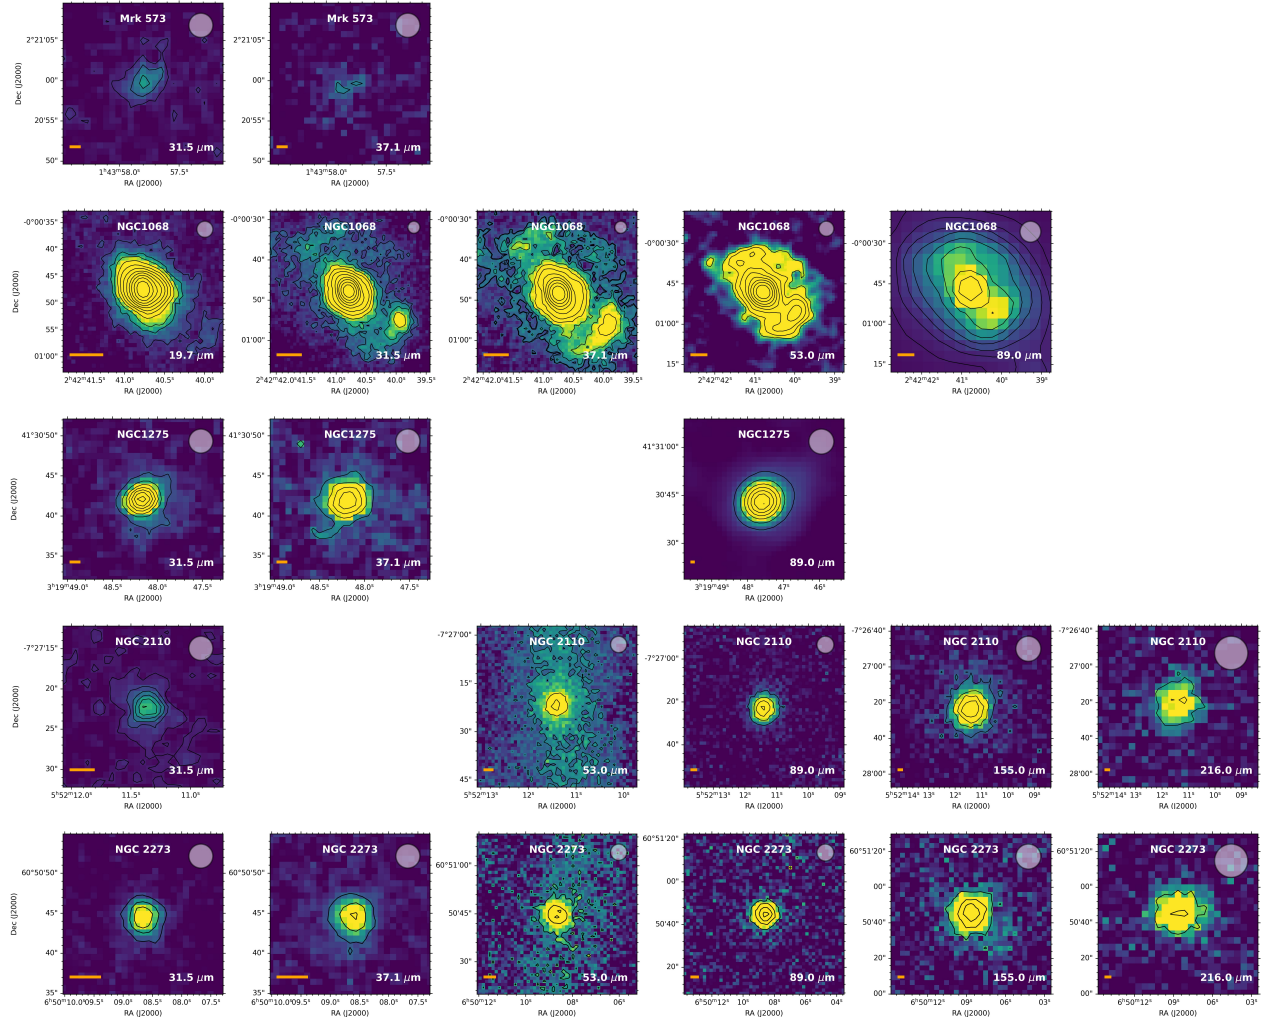 Mrk 573
2°21'05"
00"
20'55"
50"
Dec (J2000)
31.5 μm
1ʰ43ᵐ58.0ˢ 57.5ˢ
RA (J2000)
Mrk 573
2°21'05"
00"
20'55"
50"
37.1 μm
1ʰ43ᵐ58.0ˢ 57.5ˢ
RA (J2000)
NGC1068
-0°00'35"
40"
45"
50"
55"
01'00"
Dec (J2000)
19.7 μm
2ʰ42ᵐ41.5ˢ 41.0ˢ 40.5ˢ 40.0ˢ
RA (J2000)
NGC1068
-0°00'30"
40"
50"
01'00"
31.5 μm
2ʰ42ᵐ42.0ˢ41.5ˢ 41.0ˢ 40.5ˢ 40.0ˢ 39.5ˢ
RA (J2000)
NGC1068
-0°00'30"
40"
50"
01'00"
37.1 μm
2ʰ42ᵐ42.0ˢ41.5ˢ 41.0ˢ 40.5ˢ 40.0ˢ 39.5ˢ
RA (J2000)
NGC1068
-0°00'30"
45"
01'00"
15"
53.0 μm
2ʰ42ᵐ42ˢ 41ˢ 40ˢ 39ˢ
RA (J2000)
NGC1068
-0°00'30"
45"
01'00"
15"
89.0 μm
2ʰ42ᵐ42ˢ 41ˢ 40ˢ 39ˢ
RA (J2000)
NGC1275
41°30'50"
45"
40"
35"
Dec (J2000)
31.5 μm
3ʰ19ᵐ49.0ˢ 48.5ˢ 48.0ˢ 47.5ˢ
RA (J2000)
NGC1275
41°30'50"
45"
40"
35"
37.1 μm
3ʰ19ᵐ49.0ˢ 48.5ˢ 48.0ˢ 47.5ˢ
RA (J2000)
NGC1275
41°31'00"
30'45"
30"
89.0 μm
3ʰ19ᵐ49ˢ 48ˢ 47ˢ 46ˢ
RA (J2000)
NGC 2110
-7°27'15"
20"
25"
30"
Dec (J2000)
31.5 μm
5ʰ52ᵐ12.0ˢ 11.5ˢ 11.0ˢ
RA (J2000)
NGC 2110
-7°27'00"
15"
30"
45"
53.0 μm
5ʰ52ᵐ13ˢ 12ˢ 11ˢ 10ˢ
RA (J2000)
NGC 2110
-7°27'00"
20"
40"
89.0 μm
5ʰ52ᵐ13ˢ 12ˢ 11ˢ 10ˢ 09ˢ
RA (J2000)
NGC 2110
-7°26'40"
27'00"
20"
40"
28'00"
155.0 μm
5ʰ52ᵐ14ˢ 13ˢ 12ˢ 11ˢ 10ˢ 09ˢ
RA (J2000)
NGC 2110
-7°26'40"
27'00"
20"
40"
28'00"
216.0 μm
5ʰ52ᵐ14ˢ 13ˢ 12ˢ 11ˢ 10ˢ 09ˢ
RA (J2000)
NGC 2273
60°50'50"
45"
40"
35"
Dec (J2000)
31.5 μm
6ʰ50ᵐ10.0ˢ09.5ˢ 09.0ˢ 08.5ˢ 08.0ˢ 07.5ˢ
RA (J2000)
NGC 2273
60°50'50"
45"
40"
35"
37.1 μm
6ʰ50ᵐ10.0ˢ09.5ˢ 09.0ˢ 08.5ˢ 08.0ˢ 07.5ˢ
RA (J2000)
NGC 2273
60°51'00"
50'45"
30"
53.0 μm
6ʰ50ᵐ12ˢ 10ˢ 08ˢ 06ˢ
RA (J2000)
NGC 2273
60°51'20"
00"
50'40"
20"
89.0 μm
6ʰ50ᵐ12ˢ 10ˢ 08ˢ 06ˢ 04ˢ
RA (J2000)
NGC 2273
60°51'20"
00"
50'40"
20"
00"
155.0 μm
6ʰ50ᵐ12ˢ 09ˢ 06ˢ 03ˢ
RA (J2000)
NGC 2273
60°51'20"
00"
50'40"
20"
00"
216.0 μm
6ʰ50ᵐ12ˢ 09ˢ 06ˢ 03ˢ
RA (J2000)